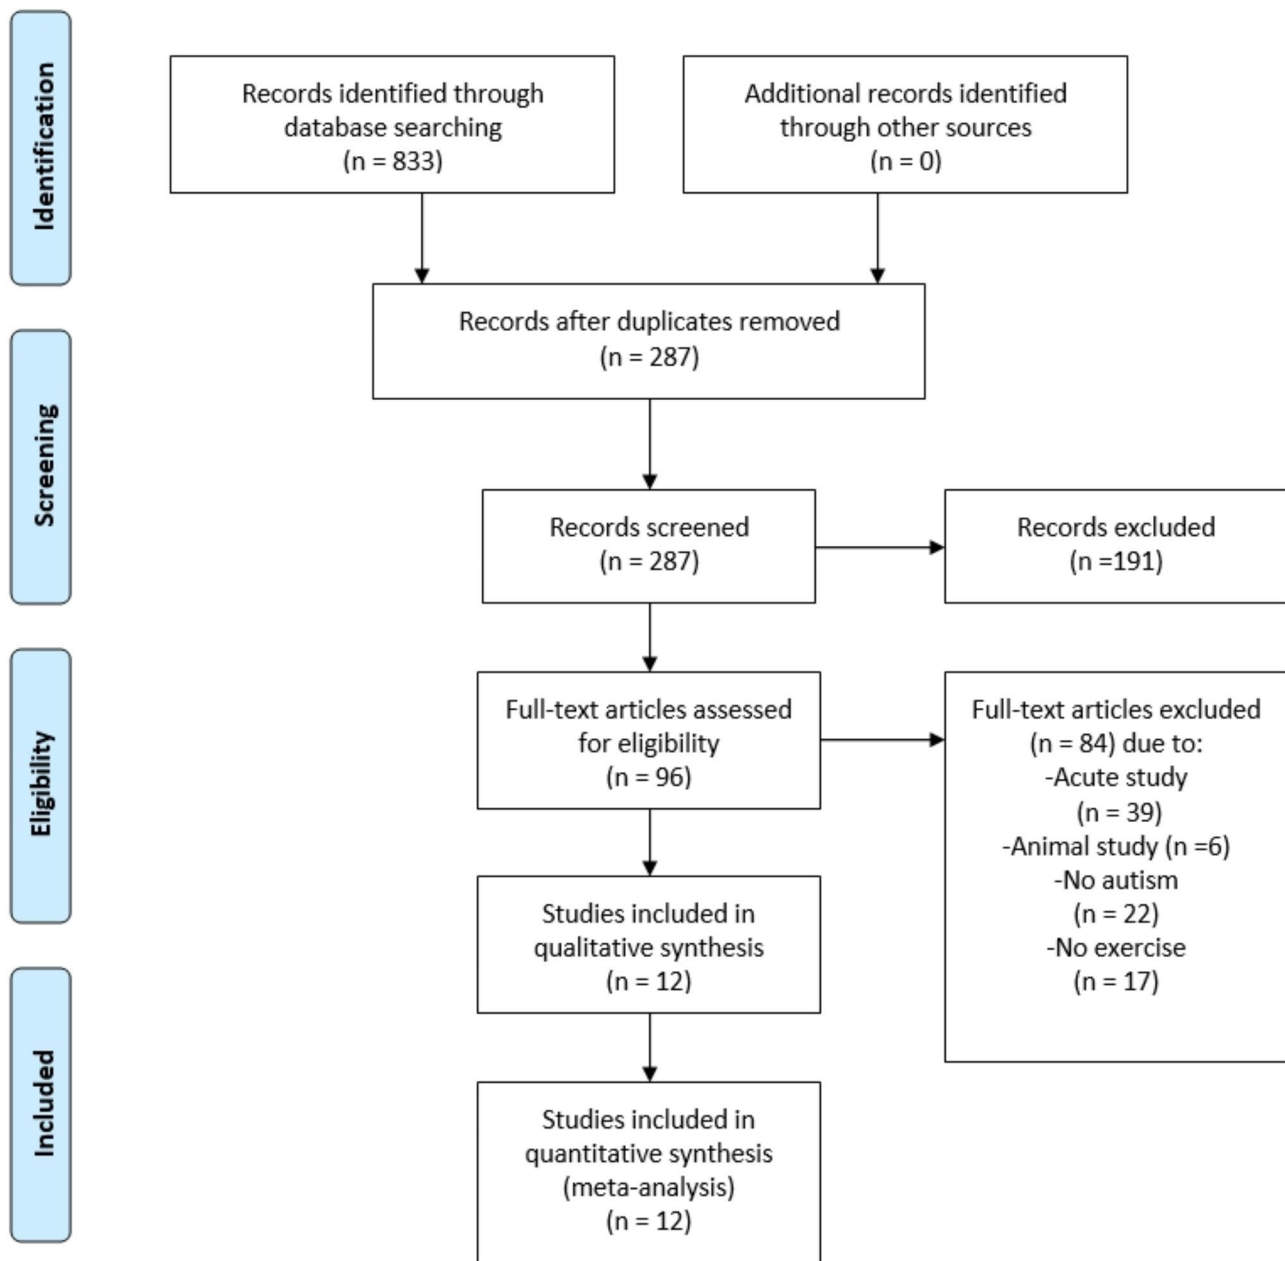 Identification
Records identified through
database searching
(n = 833)
Additional records identified
through other sources
(n = 0)
Records after duplicates removed
(n = 287)
Screening
Records screened
(n = 287)
Records excluded
(n =191)
Eligibility
Full-text articles assessed
for eligibility
(n = 96)
Full-text articles excluded
(n = 84) due to:
-Acute study
(n = 39)
-Animal study (n =6)
-No autism
(n = 22)
-No exercise
(n = 17)
Studies included in
qualitative synthesis
(n = 12)
Included
Studies included in
quantitative synthesis
(meta-analysis)
(n = 12)